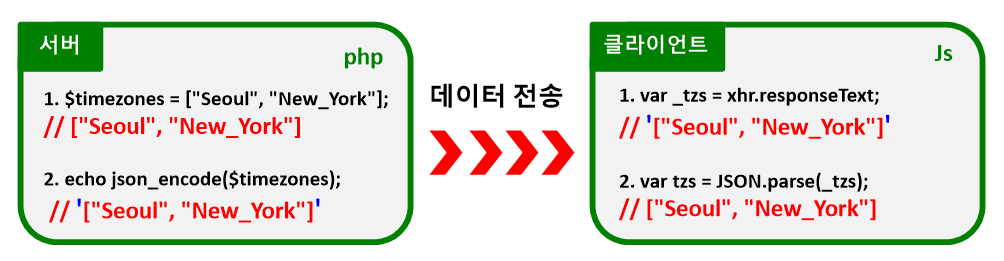 서버
php
1. $timezones = ["Seoul", "New_York"];
// ["Seoul", "New_York"]
2. echo json_encode($timezones);
// '["Seoul", "New_York"]'
데이터 전송
클라이언트
Js
1. var _tzs = xhr.responseText;
// '["Seoul", "New_York"]'
2. var tzs = JSON.parse(_tzs);
// ["Seoul", "New_York"]